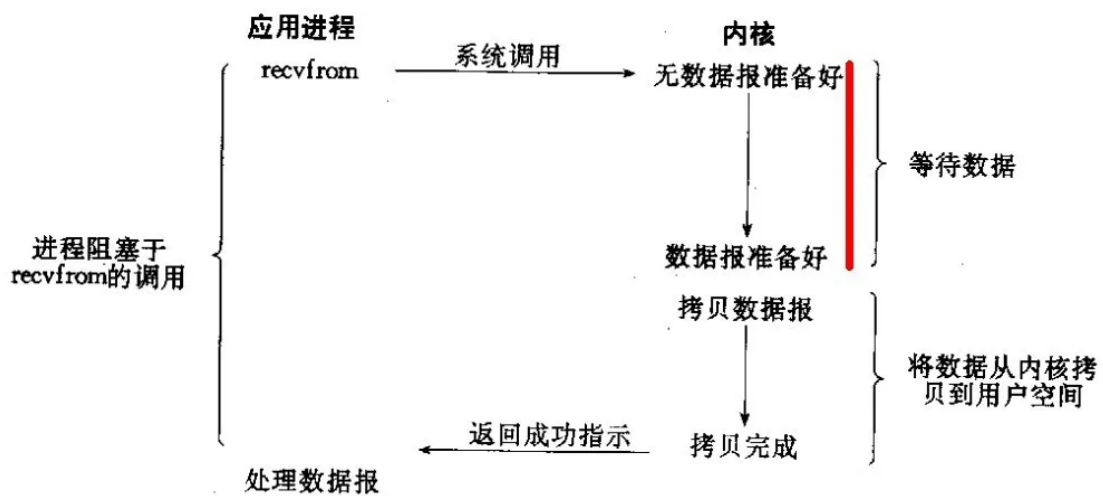 应用进程
内核
recvfrom
系统调用
无数据报准备好
等待数据
进程阻塞于
recvfrom的调用
数据报准备好
拷贝数据报
将数据从内核拷
贝到用户空间
返回成功指示
拷贝完成
处理数据报